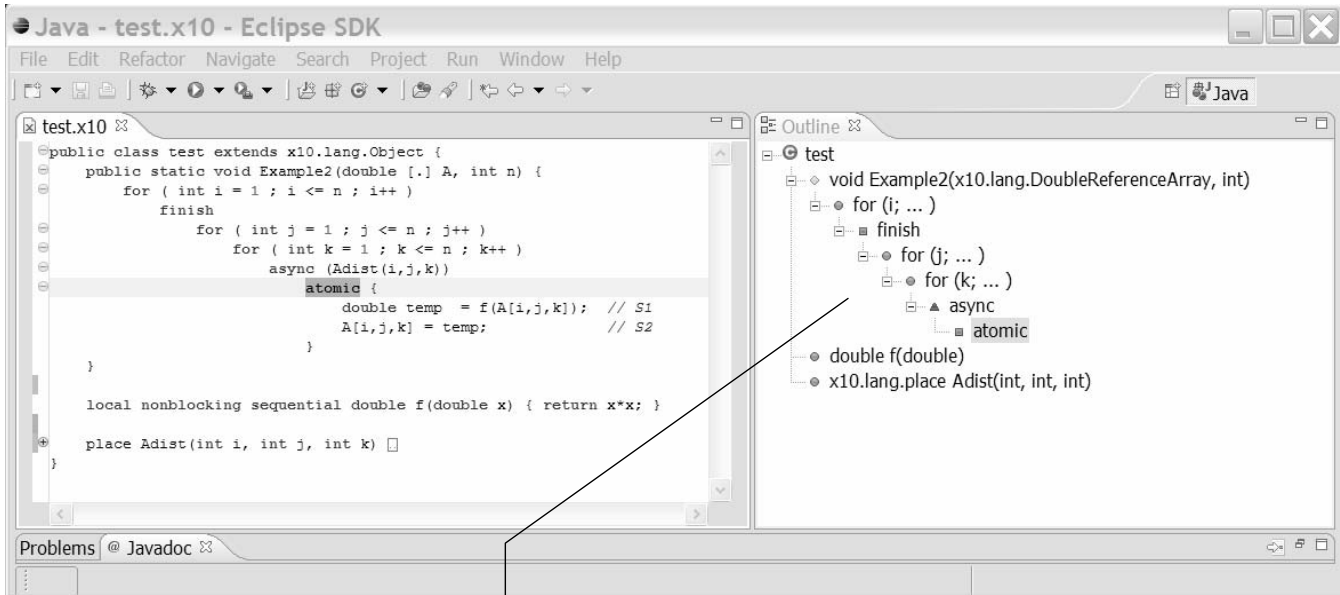 Java - test.x10 - Eclipse SDK
File Edit Refactor Navigate Search Project Run Window Help
Java
test.x10
public class test extends x10.lang.Object {
public static void Example2(double [.] A, int n) {
for ( int i = 1 ; i <= n ; i++ )
finish
for ( int j = 1 ; j <= n ; j++ )
for ( int k = 1 ; k <= n ; k++ )
async (Adist(i,j,k))
atomic {
double temp = f(A[i,j,k]); // S1
A[i,j,k] = temp; // S2
}
}
local nonblocking sequential double f(double x) { return x*x; }
place Adist(int i, int j, int k)
}
Outline
test
void Example2(x10.lang.DoubleReferenceArray, int)
for (i; ... )
finish
for (j; ... )
for (k; ... )
async
atomic
double f(double)
x10.lang.place Adist(int, int, int)
Problems @ Javadoc